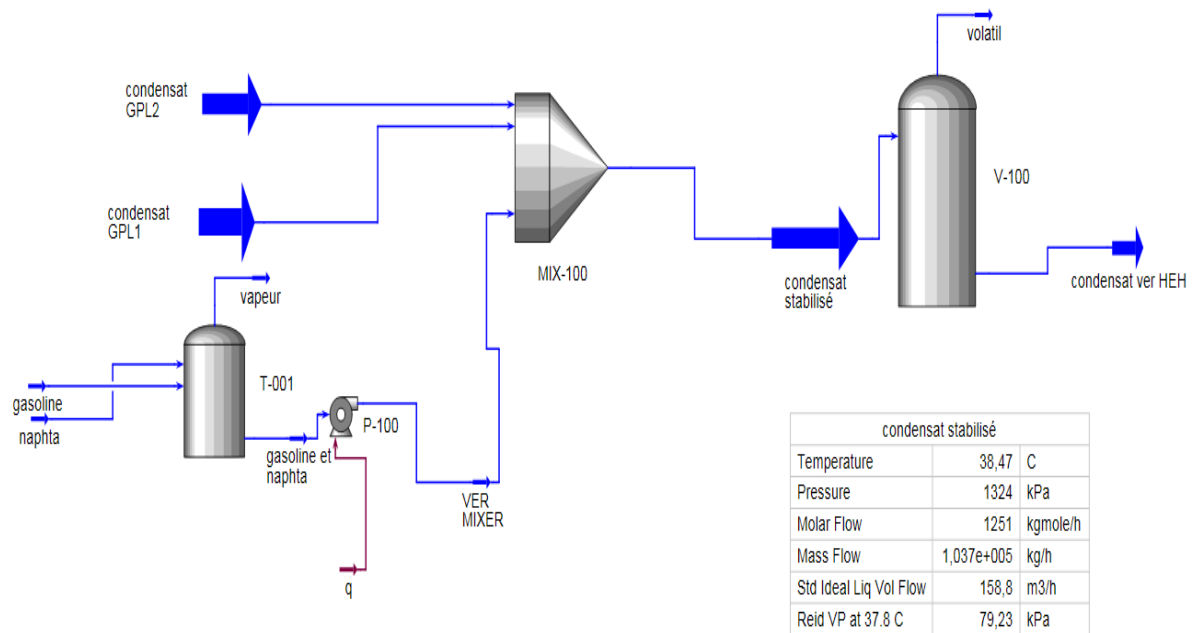 volatil
condensat
GPL2
V-100
condensat
GPL1
MIX-100
condensat
stabilisé
condensat ver HEH
vapeur
T-001
gasoline
naphta
P-100
gasoline et
naphta
VER
MIXER
q
condensat stabilisé
Temperature 38,47 C
Pressure 1324 kPa
Molar Flow 1251 kgmole/h
Mass Flow 1,037e+005 kg/h
Std Ideal Liq Vol Flow 158,8 m3/h
Reid VP at 37.8 C 79,23 kPa